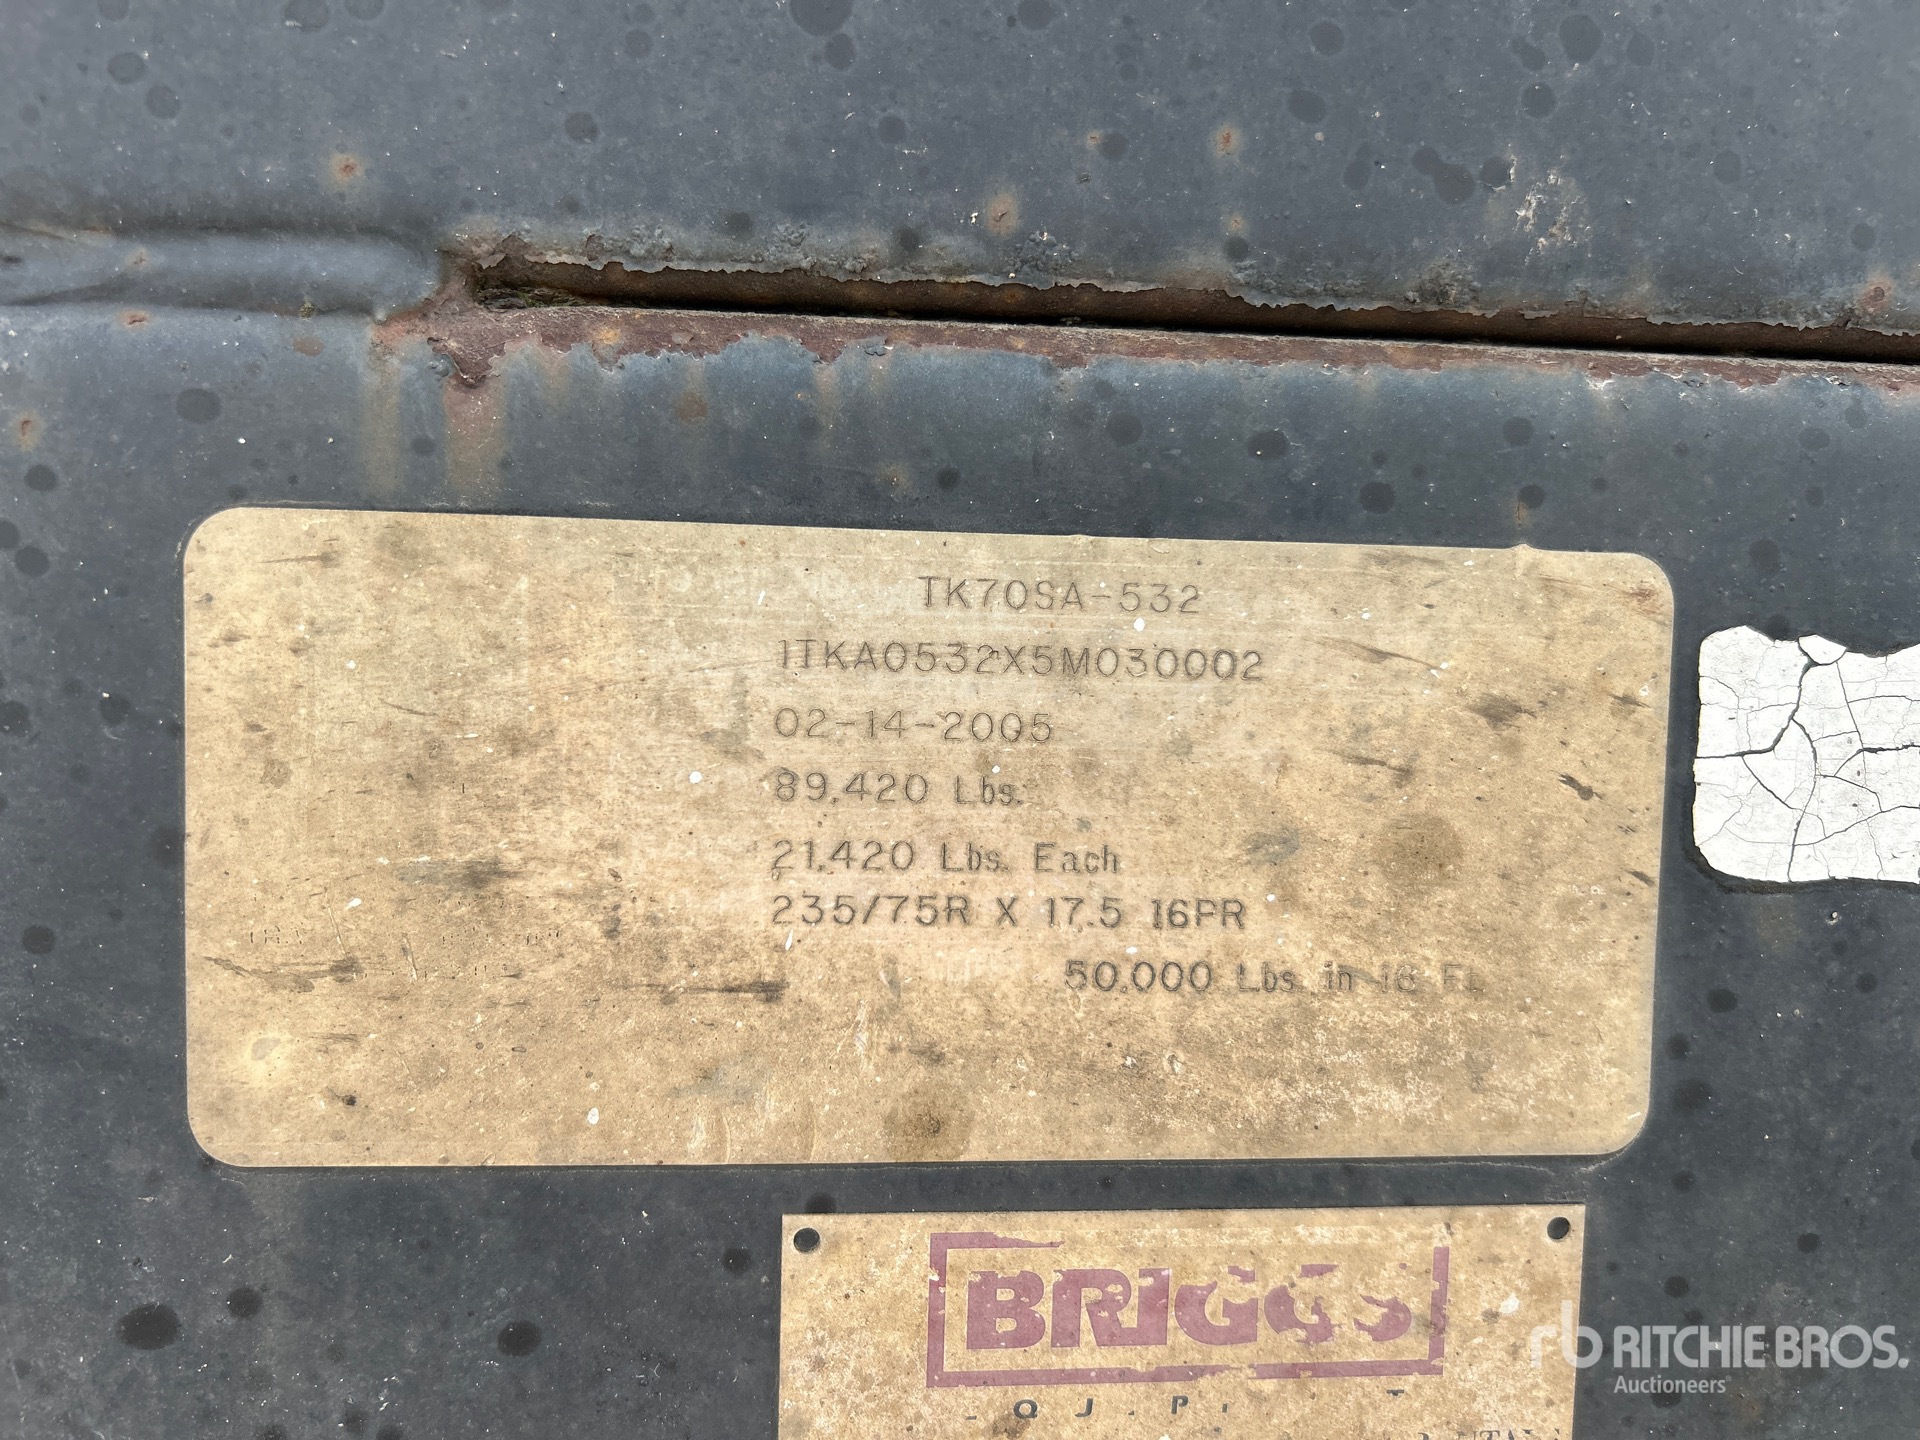 TK70SA-532
1TKA0532X5M030002
02-14-2005
89,420 Lbs.
21,420 Lbs. Each
235/75R X 17.5 16PR
50,000 Lbs in 16 Ft
BRIGGS
rb RITCHIE BROS.
Auctioneers